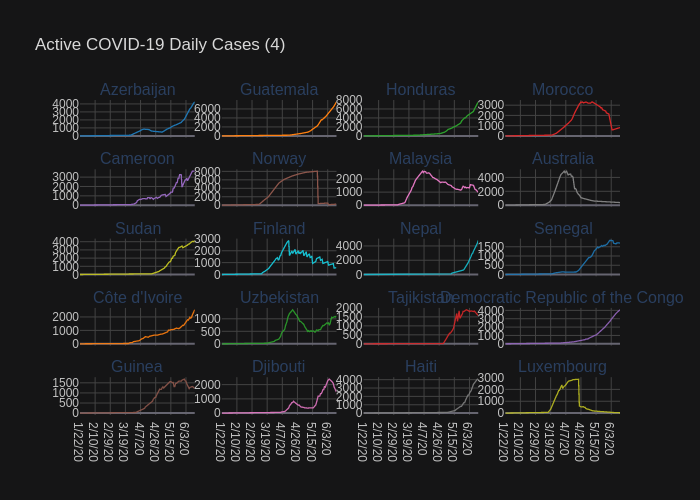 Active COVID-19 Daily Cases (4)
Azerbaijan Guatemala Honduras Morocco
4000 3000 2000 1000 0
6000 4000 2000 0
8000 6000 4000 2000 0
3000 2000 1000 0
Cameroon Norway Malaysia Australia
3000 2000 1000 0
8000 6000 4000 2000 0
2000 1000 0
4000 2000 0
Sudan Finland Nepal Senegal
4000 3000 2000 1000 0
3000 2000 1000 0
4000 2000 0
1500 1000 500 0
Côte d'Ivoire Uzbekistan Tajikistan Democratic Republic of the Congo
2000 1000 0
1000 500 0
2000 1500 1000 500 0
4000 3000 2000 1000 0
Guinea Djibouti Haiti Luxembourg
1500 1000 500 0
2000 1000 0
4000 3000 2000 1000 0
3000 2000 1000 0
1/22/20 2/10/20 2/29/20 3/19/20 4/7/20 4/26/20 5/15/20 6/3/20
1/22/20 2/10/20 2/29/20 3/19/20 4/7/20 4/26/20 5/15/20 6/3/20
1/22/20 2/10/20 2/29/20 3/19/20 4/7/20 4/26/20 5/15/20 6/3/20
1/22/20 2/10/20 2/29/20 3/19/20 4/7/20 4/26/20 5/15/20 6/3/20